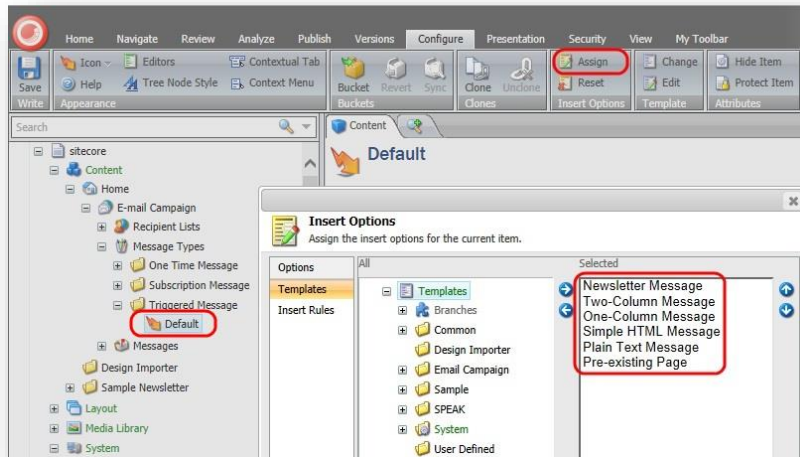 Home Navigate Review Analyze Publish Versions Configure Presentation Security View My Toolbar
Save
Write
Icon
Editors
Contextual Tab
Help
Tree Node Style
Context Menu
Appearance
Bucket Revert Sync
Buckets
Clone Unclone
Clones
Assign
Reset
Insert Options
Change
Edit
Template
Hide Item
Protect Item
Attributes
Search
Content
sitecore
Content
Home
E-mail Campaign
Recipient Lists
Message Types
One Time Message
Subscription Message
Triggered Message
Default
Messages
Design Importer
Sample Newsletter
Layout
Media Library
System
Default
Insert Options
Assign the insert options for the current item.
Options
Templates
Insert Rules
All
Templates
Branches
Common
Design Importer
Email Campaign
Sample
SPEAK
System
User Defined
Selected
Newsletter Message
Two-Column Message
One-Column Message
Simple HTML Message
Plain Text Message
Pre-existing Page